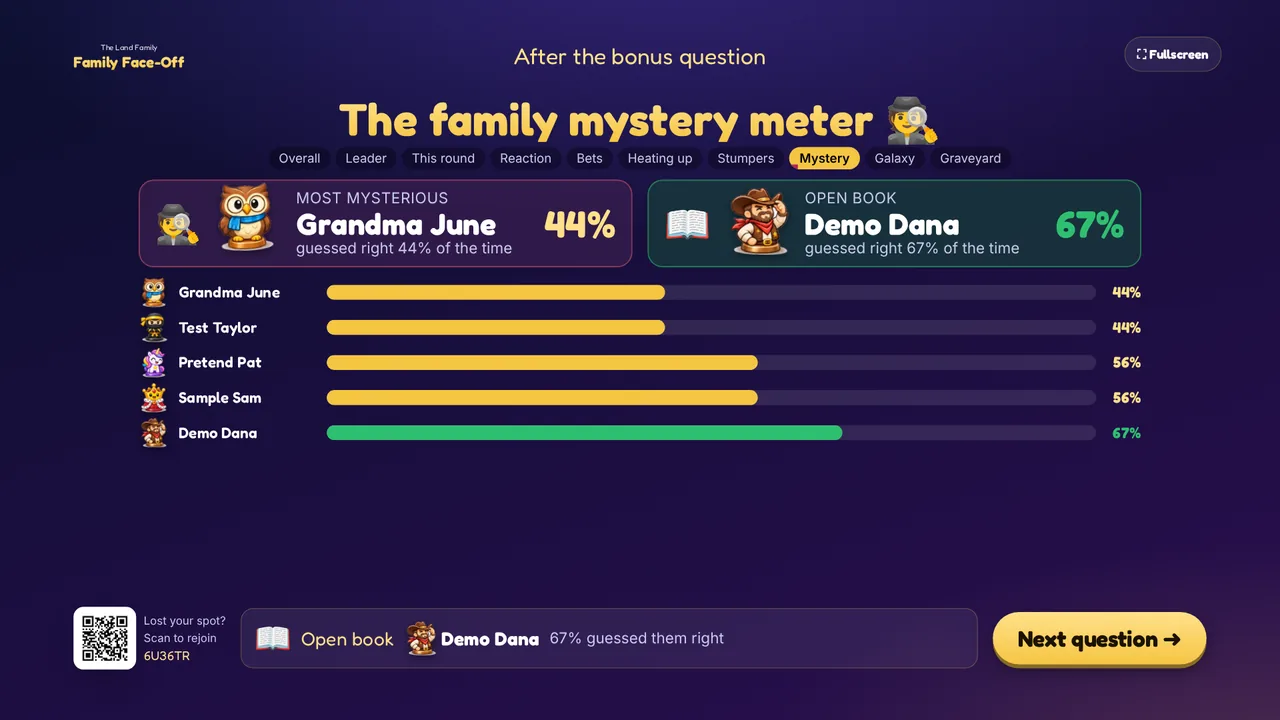 The Land Family
Family Face-Off
After the bonus question
Fullscreen
The family mystery meter
Overall
Leader
This round
Reaction
Bets
Heating up
Stumpers
Mystery
Galaxy
Graveyard
MOST MYSTERIOUS
Grandma June
guessed right 44% of the time
44%
OPEN BOOK
Demo Dana
guessed right 67% of the time
67%
Grandma June 44%
Test Taylor 44%
Pretend Pat 56%
Sample Sam 56%
Demo Dana 67%
Lost your spot?
Scan to rejoin
6U36TR
Open book Demo Dana 67% guessed them right
Next question →